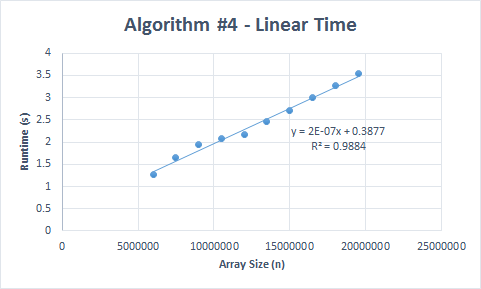 Algorithm #4 - Linear Time
4
3.5
3
2.5
2
1.5
1
0.5
0
Runtime (s)
y = 2E-07x + 0.3877
R² = 0.9884
0 5000000 10000000 15000000 20000000 25000000
Array Size (n)